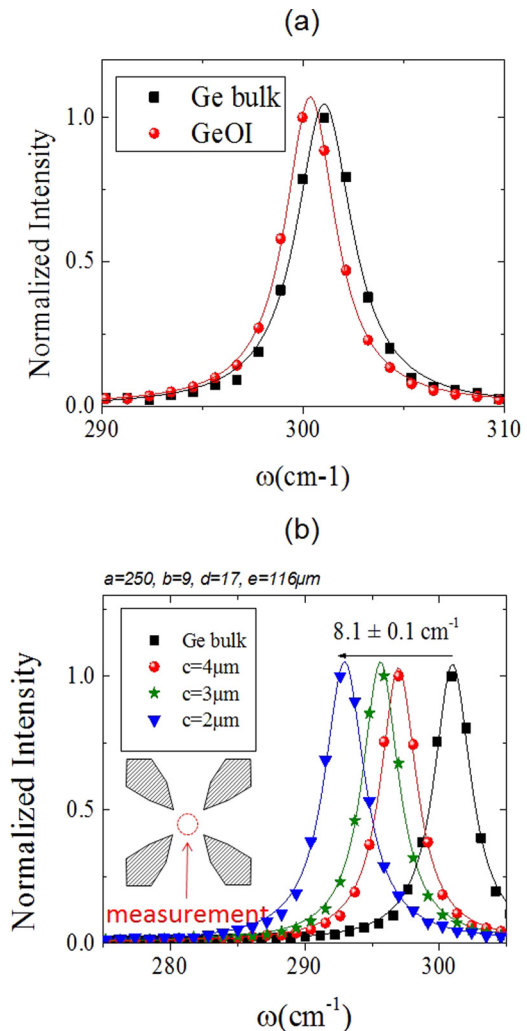 (a)
Ge bulk
GeOI
1.0
0.5
0.0
Normalized Intensity
290
300
310
ω(cm-1)
(b)
a=250, b=9, d=17, e=116μm
Ge bulk
c=4μm
c=3μm
c=2μm
8.1 ± 0.1 cm⁻¹
1.0
0.5
0.0
Normalized Intensity
measurement
280
290
300
ω(cm⁻¹)